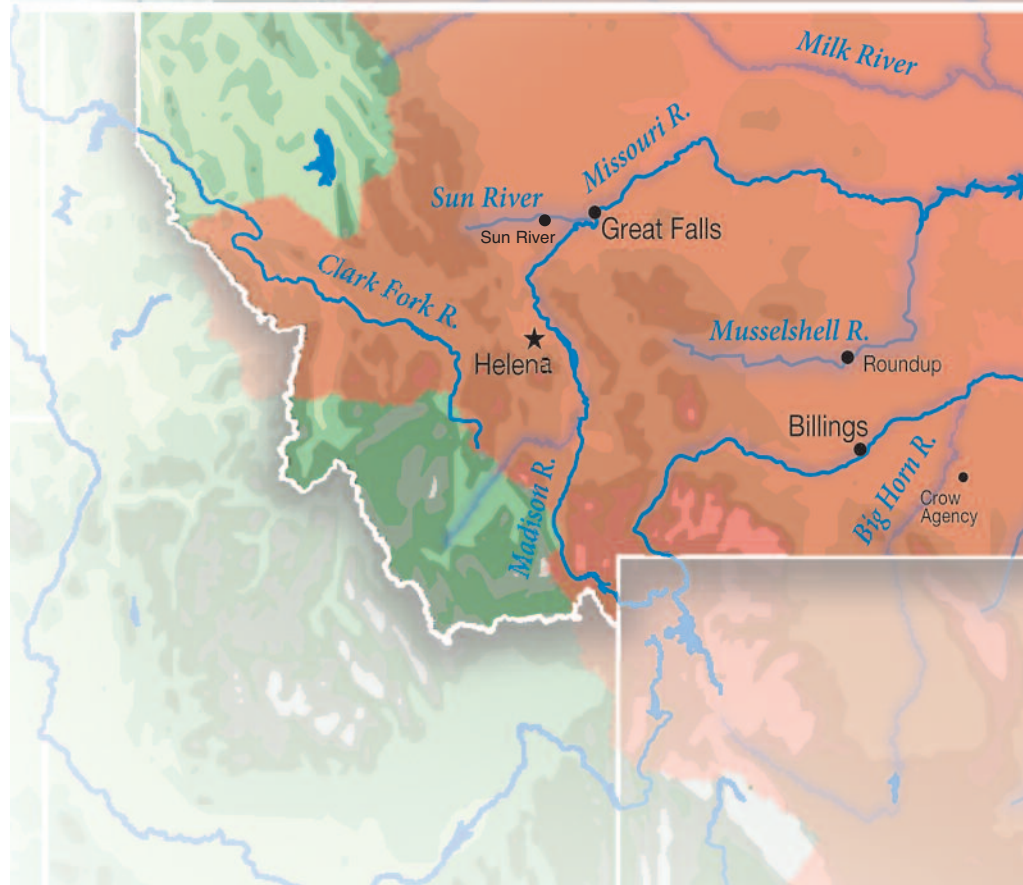 Milk River
Missouri R.
Sun River
Sun River
Great Falls
Clark Fork R.
Musselshell R.
Helena
Roundup
Billings
Big Horn R.
Madison R.
Crow
Agency